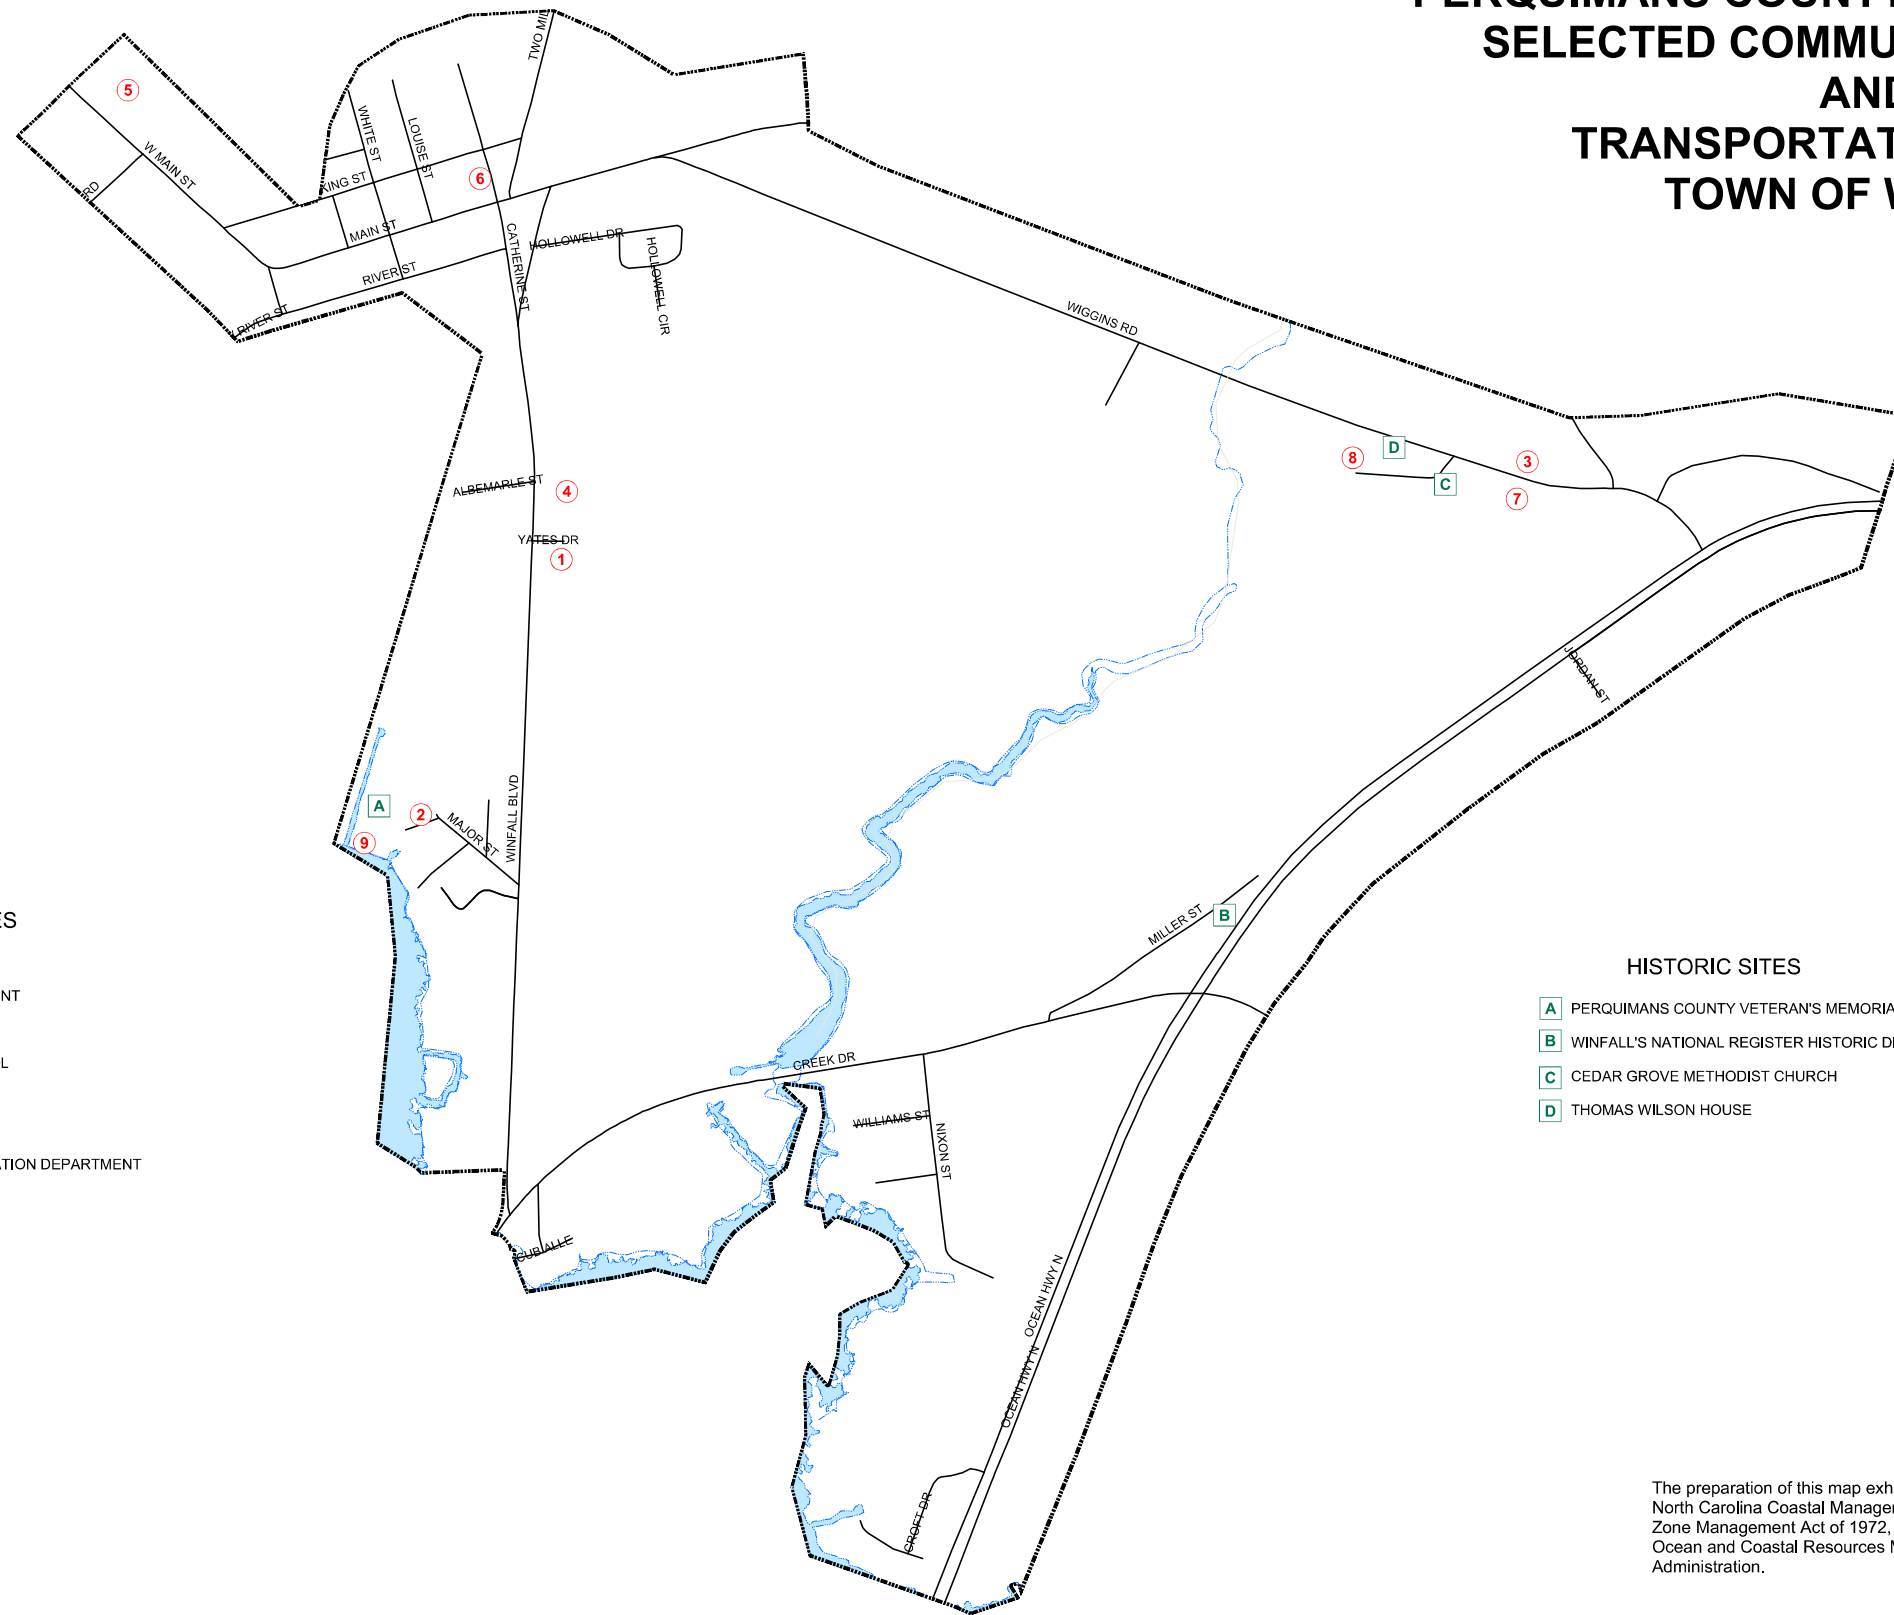 PERQUIMANS COUNTY
SELECTED COMMU
AND
TRANSPORTAT
TOWN OF W
TWO MIL
5
WHITE ST
LOUISE ST
W MAIN ST
RD
KING ST
6
MAIN ST
CATHERINE ST
HOLLOWELL DR
HOLLOWELL CIR
RIVER ST
RIVER ST
WIGGINS RD
D
8
3
C
7
ALBEMARLE ST
4
YATES DR
1
JORDAN ST
WINFALL BLVD
A
2
MAJOR ST
9
MILLER ST
B
ES
NT
L
ATION DEPARTMENT
HISTORIC SITES
A PERQUIMANS COUNTY VETERAN'S MEMORIA
B WINFALL'S NATIONAL REGISTER HISTORIC DI
C CEDAR GROVE METHODIST CHURCH
D THOMAS WILSON HOUSE
CREEK DR
WILLIAMS ST
NIXON ST
CUB ALLE
OCEAN HWY N
OCEAN HWY N
CROFT DR
The preparation of this map exh
North Carolina Coastal Manager
Zone Management Act of 1972,
Ocean and Coastal Resources M
Administration.